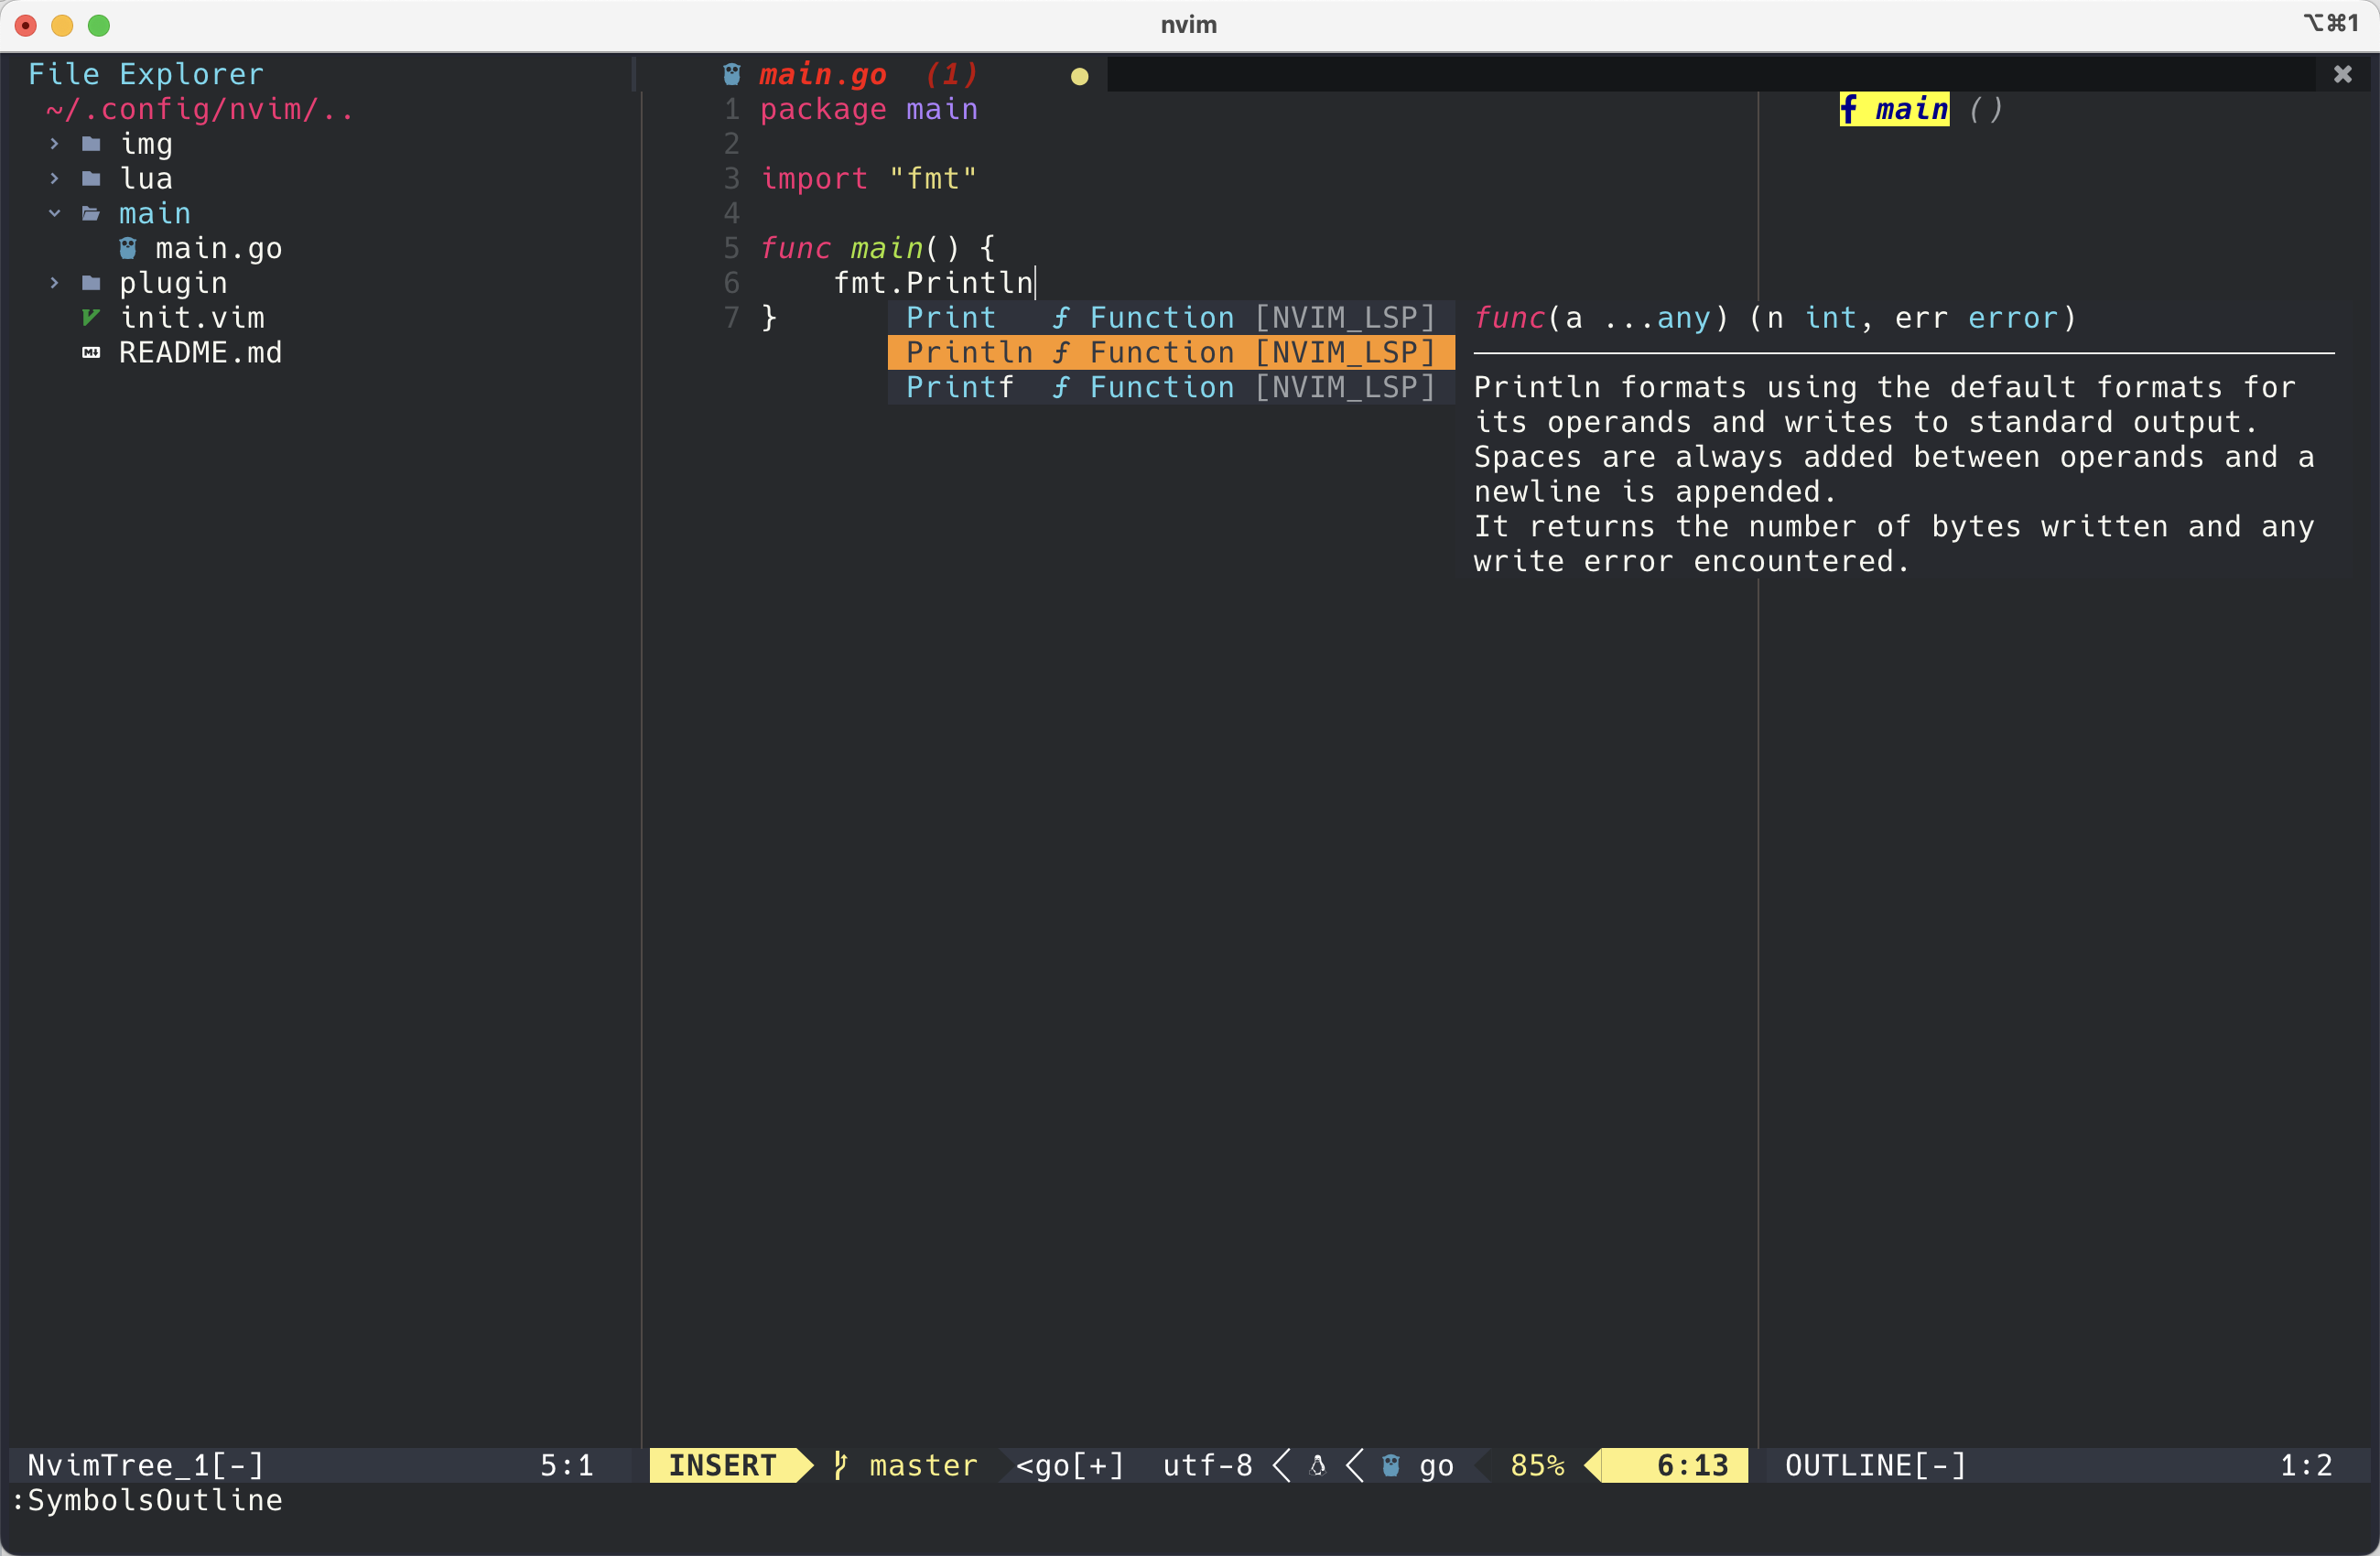 nvim
⌥⌘1
File Explorer
~/.config/nvim/..
img
lua
main
main.go
plugin
init.vim
README.md
main.go (1)
1 package main
2
3 import "fmt"
4
5 func main() {
6 fmt.Println
7 }
Print ƒ Function [NVIM_LSP]
Println ƒ Function [NVIM_LSP]
Printf ƒ Function [NVIM_LSP]
func(a ...any) (n int, err error)
Println formats using the default formats for
its operands and writes to standard output.
Spaces are always added between operands and a
newline is appended.
It returns the number of bytes written and any
write error encountered.
f main ()
NvimTree_1[-] 5:1
INSERT master <go[+] utf-8 go 85% 6:13
OUTLINE[-] 1:2
:SymbolsOutline